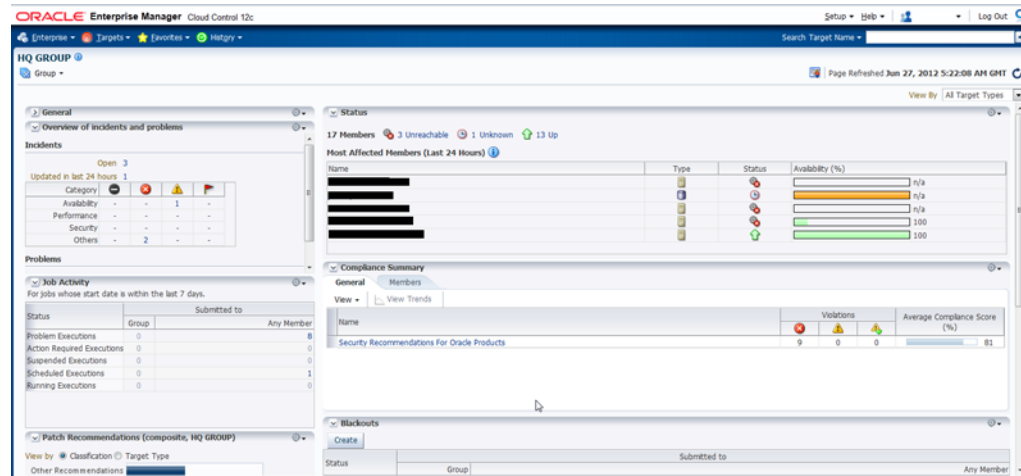 ORACLE Enterprise Manager Cloud Control 12c
Setup Help Log Out
Enterprise Targets Favorites History
Search Target Name
HQ GROUP
Group
Page Refreshed Jun 27, 2012 5:22:08 AM GMT
View By All Target Types
General
Overview of incidents and problems
Incidents
Open 3
Updated in last 24 hours 1
Category
Availability - - 1 -
Performance - - - -
Security - - - -
Others - 2 - -
Problems
Job Activity
For jobs whose start date is within the last 7 days.
Status Submitted to
Group Any Member
Problem Executions 0 8
Action Required Executions 0 0
Suspended Executions 0 0
Scheduled Executions 0 1
Running Executions 0 0
Patch Recommendations (composite, HQ GROUP)
View by Classification Target Type
Other Recommendations
Status
17 Members 3 Unreachable 1 Unknown 13 Up
Most Affected Members (Last 24 Hours)
Name Type Status Availability (%)
n/a
n/a
n/a
100
100
Compliance Summary
General Members
View View Trends
Name Violations Average Compliance Score (%)
Security Recommendations For Oracle Products 9 0 0 81
Blackouts
Create
Status Submitted to
Group Any Member